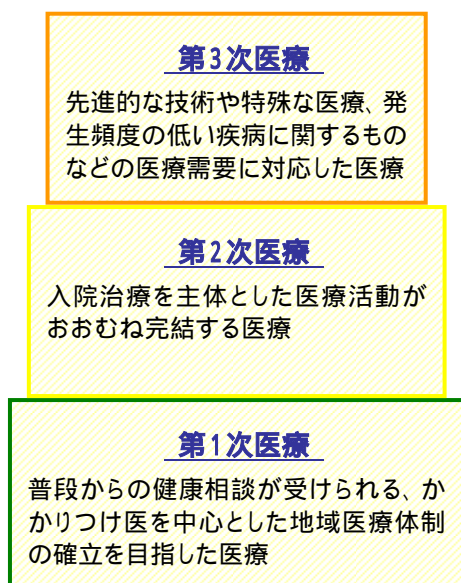 第3次医療
先進的な技術や特殊な医療、発
生頻度の低い疾病に関するもの
などの医療需要に対応した医療
第2次医療
入院治療を主体とした医療活動が
おおむね完結する医療
第1次医療
普段からの健康相談が受けられる、か
かりつけ医を中心とした地域医療体制
の確立を目指した医療